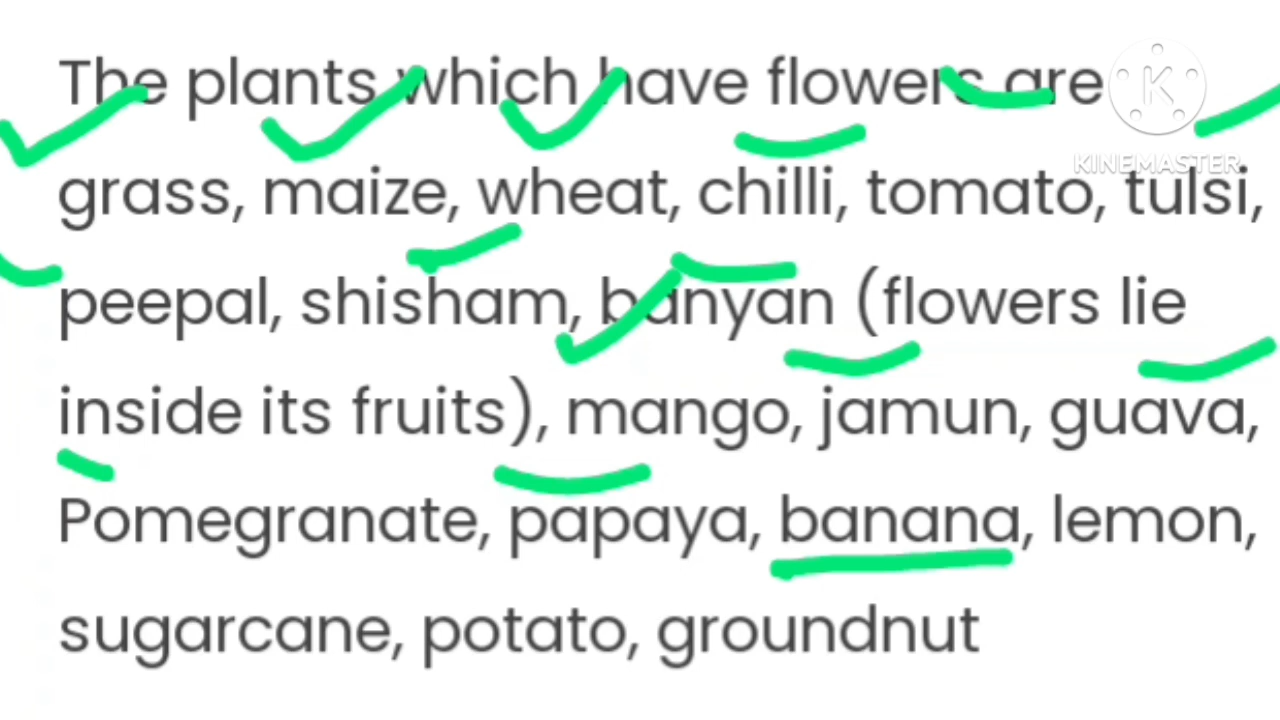 The plants which have flowers are
KINEMASTER
grass, maize, wheat, chilli, tomato, tulsi,
peepal, shisham, banyan (flowers lie
inside its fruits), mango, jamun, guava,
Pomegranate, papaya, banana, lemon,
sugarcane, potato, groundnut